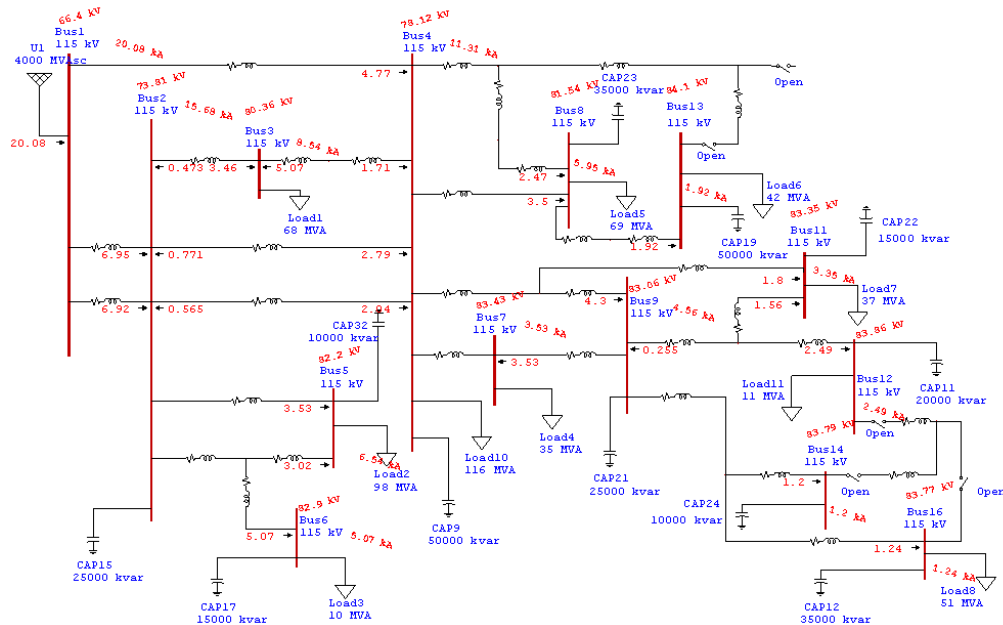 66.4 kV
Bus1
115 kV
U1
4000 MVAsc
20.08 kA
20.08
73.81 kV
Bus2
115 kV
15.68 kA
80.36 kV
Bus3
115 kV
8.54 kA
0.473
3.46
5.07
1.71
Load1
68 MVA
78.12 kV
Bus4
115 kV
11.31 kA
4.77
6.95
0.771
2.79
6.92
0.565
CAP32
10000 kvar
82.2 kV
Bus5
115 kV
3.53
3.02
6.54 kA
Load2
98 MVA
82.9 kV
Bus6
115 kV
5.07 kA
5.07
CAP15
25000 kvar
CAP17
15000 kvar
Load3
10 MVA
81.54 kV
CAP23
35000 kvar
Bus8
115 kV
5.95 kA
2.47
3.5
Load5
69 MVA
84.1 kV
Bus13
115 kV
Open
Open
1.92 kA
1.92
Load6
42 MVA
CAP19
50000 kvar
83.35 kV
Bus11
115 kV
CAP22
15000 kvar
1.8
3.35 kA
1.56
Load7
37 MVA
83.43 kV
Bus7
115 kV
3.53 kA
3.53
Load4
35 MVA
83.06 kV
Bus9
115 kV
4.3
4.56 kA
0.255
2.49
83.86 kV
Bus12
115 kV
2.49 kA
Load11
11 MVA
CAP11
20000 kvar
Open
Load10
116 MVA
CAP9
50000 kvar
CAP21
25000 kvar
83.79 kV
Bus14
115 kV
1.2
1.2 kA
Open
CAP24
10000 kvar
Open
83.77 kV
Bus16
115 kV
1.24
1.24 kA
CAP12
35000 kvar
Load8
51 MVA